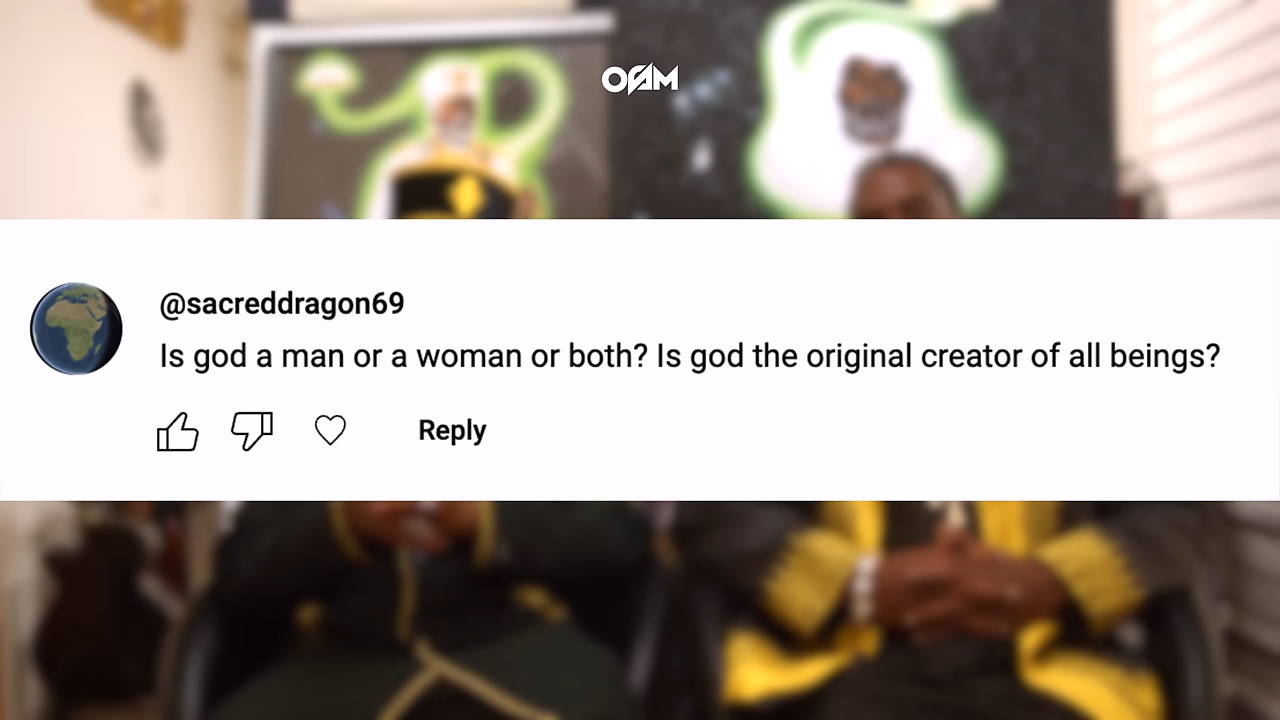 OFAM
@sacreddragon69
Is god a man or a woman or both? Is god the original creator of all beings?
Reply